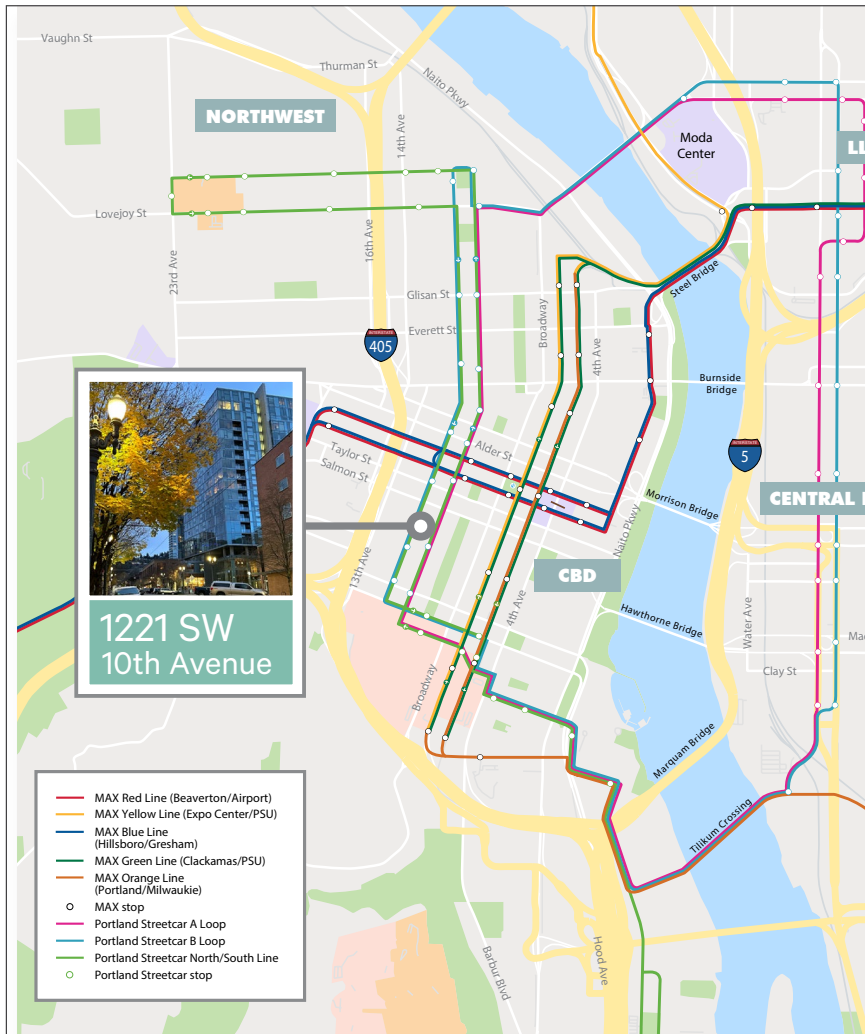 Vaughn St
Thurman St
Naito Pkwy
NORTHWEST
14th Ave
Moda
Center
LL
Lovejoy St
23rd Ave
16th Ave
Steel Bridge
Glisan St
Broadway
Everett St
4th Ave
INTERSTATE
405
Burnside
Bridge
Alder St
Taylor St
Salmon St
INTERSTATE
5
Morrison Bridge
CENTRAL
Naito Pkwy
13th Ave
CBD
Hawthorne Bridge
Water Ave
4th Ave
1221 SW
10th Avenue
Ma
Clay St
Broadway
Marquam Bridge
Tilikum Crossing
MAX Red Line (Beaverton/Airport)
MAX Yellow Line (Expo Center/PSU)
MAX Blue Line
(Hillsboro/Gresham)
MAX Green Line (Clackamas/PSU)
MAX Orange Line
(Portland/Milwaukie)
MAX stop
Portland Streetcar A Loop
Portland Streetcar B Loop
Portland Streetcar North/South Line
Portland Streetcar stop
Barbur Blvd
Hood Ave